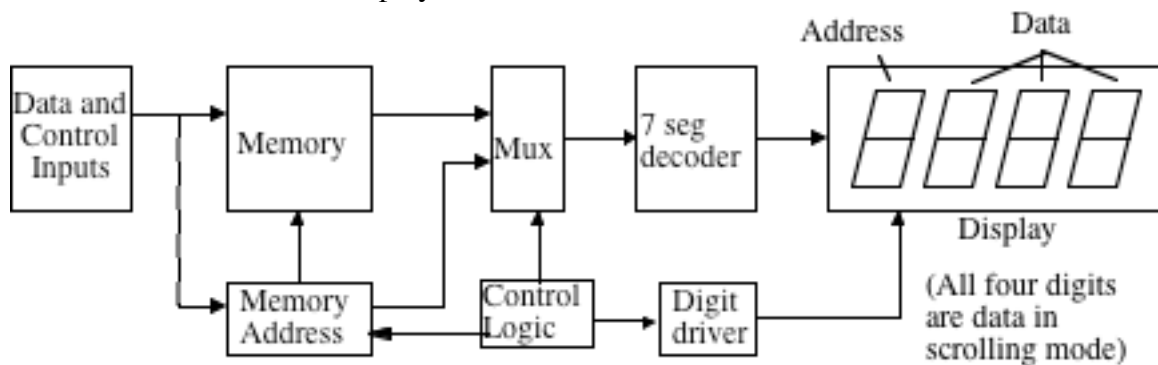 Address
Data
Data and
Control
Inputs
Memory
Mux
7 seg
decoder
Display
Memory
Address
Control
Logic
Digit
driver
(All four digits
are data in
scrolling mode)